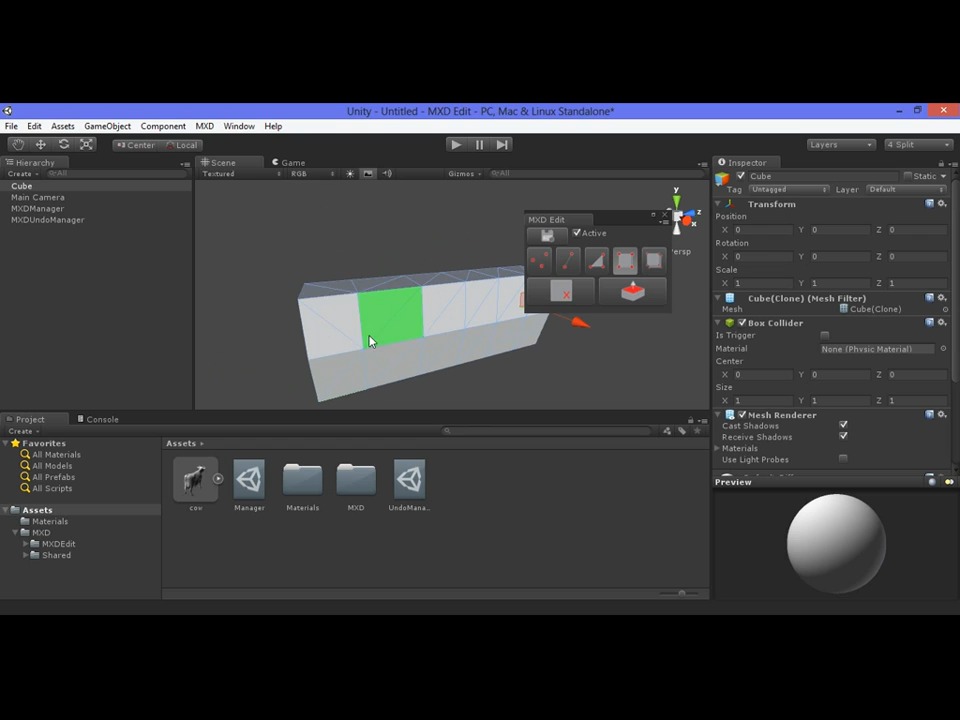 Unity - Untitled - MXD Edit - PC, Mac & Linux Standalone*
File Edit Assets GameObject Component MXD Window Help
Center Local Layers 4 Split
Hierarchy
Create All
Cube
Main Camera
MXDManager
MXDUndoManager
Scene Game
Textured RGB Gizmos All
y
z
x
Persp
MXD Edit
Active
Inspector
Cube Static
Tag Untagged Layer Default
Transform
Position
X 0 Y 0 Z 0
Rotation
X 0 Y 0 Z 0
Scale
X 1 Y 1 Z 1
Cube(Clone) (Mesh Filter)
Mesh Cube(Clone)
Box Collider
Is Trigger
Material None (Physic Material)
Center
X 0 Y 0 Z 0
Size
X 1 Y 1 Z 1
Mesh Renderer
Cast Shadows
Receive Shadows
Materials
Use Light Probes
Preview
Project Console
Create
Favorites
All Materials
All Models
All Prefabs
All Scripts
Assets
Materials
MXD
MXDEdit
Shared
Assets
cow Manager Materials MXD UndoMana...